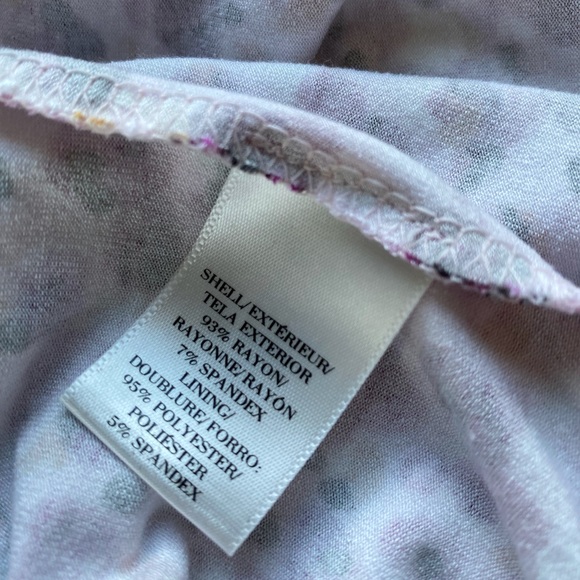 SHELL/EXTÉRIEUR/
TELA EXTERIOR
93% RAYON/
RAYONNE/RAYÓN
7% SPANDEX
LINING/
DOUBLURE/FORRO:
95% POLYESTER/
POLIÉSTER
5% SPANDEX